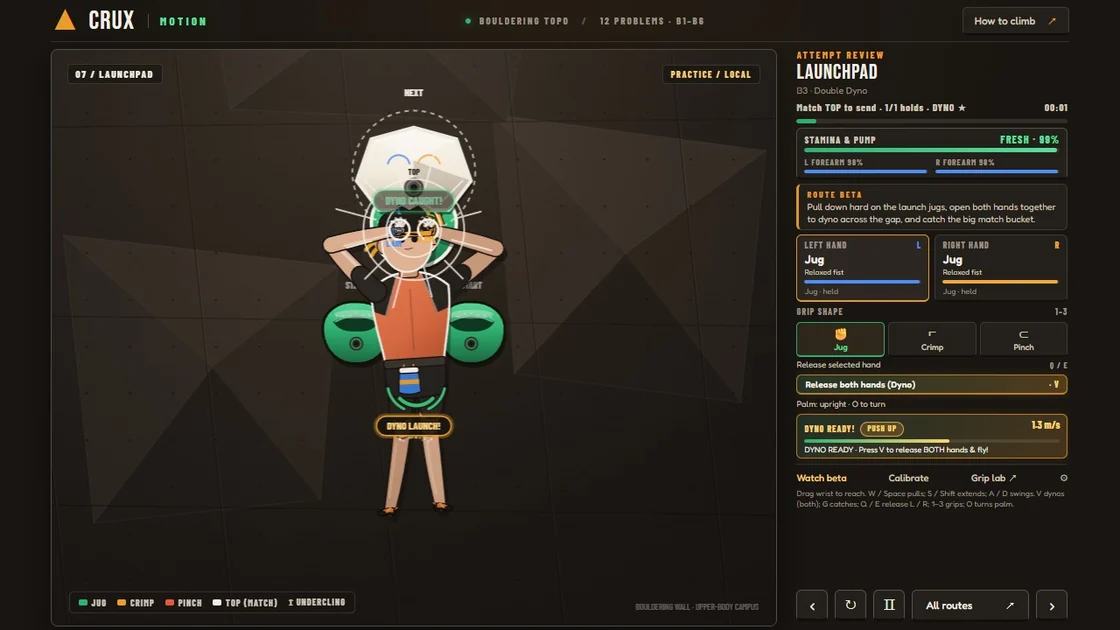 CRUX MOTION
BOULDERING TOPO / 12 PROBLEMS · B1–B6
How to climb ↗
07 / LAUNCHPAD
PRACTICE / LOCAL
NEXT
TOP
DYNO CAUGHT!
DYNO LAUNCH!
JUG CRIMP PINCH TOP (MATCH) UNDERCLING
BOULDERING WALL · UPPER-BODY CAMPUS
ATTEMPT REVIEW
LAUNCHPAD
B3 · Double Dyno
Match TOP to send · 1/1 holds · DYNO ★ 00:01
STAMINA & PUMP FRESH · 99%
L FOREARM 98% R FOREARM 98%
ROUTE BETA
Pull down hard on the launch jugs, open both hands together
to dyno across the gap, and catch the big match bucket.
LEFT HAND L
Jug
Relaxed fist
Jug · held
RIGHT HAND R
Jug
Relaxed fist
Jug · held
GRIP SHAPE 1–3
Jug
Crimp
Pinch
Release selected hand Q / E
Release both hands (Dyno) · V
Palm: upright · O to turn
DYNO READY! PUSH UP 1.3 m/s
DYNO READY · Press V to release BOTH hands & fly!
Watch beta Calibrate Grip lab ↗
Drag wrist to reach. W / Space pulls; S / Shift extends; A / D swings. V dynos
(both); G catches; Q / E release L / R; 1–3 grips; O turns palm.
All routes ↗